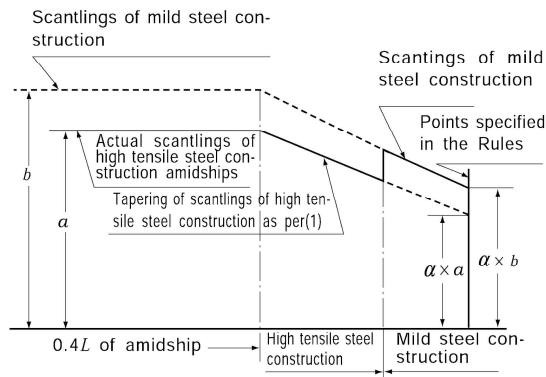 Scantlings of mild steel con-
struction
Scantings of mild
steel construction
Points specified
in the Rules
Actual scantlings of
high tensile steel con-
struction amidships
Tapering of scantlings of high ten-
sile steel construction as per(1)
b
a
α × a
α × b
0.4L of amidship
High tensile steel
construction
Mild steel con-
struction